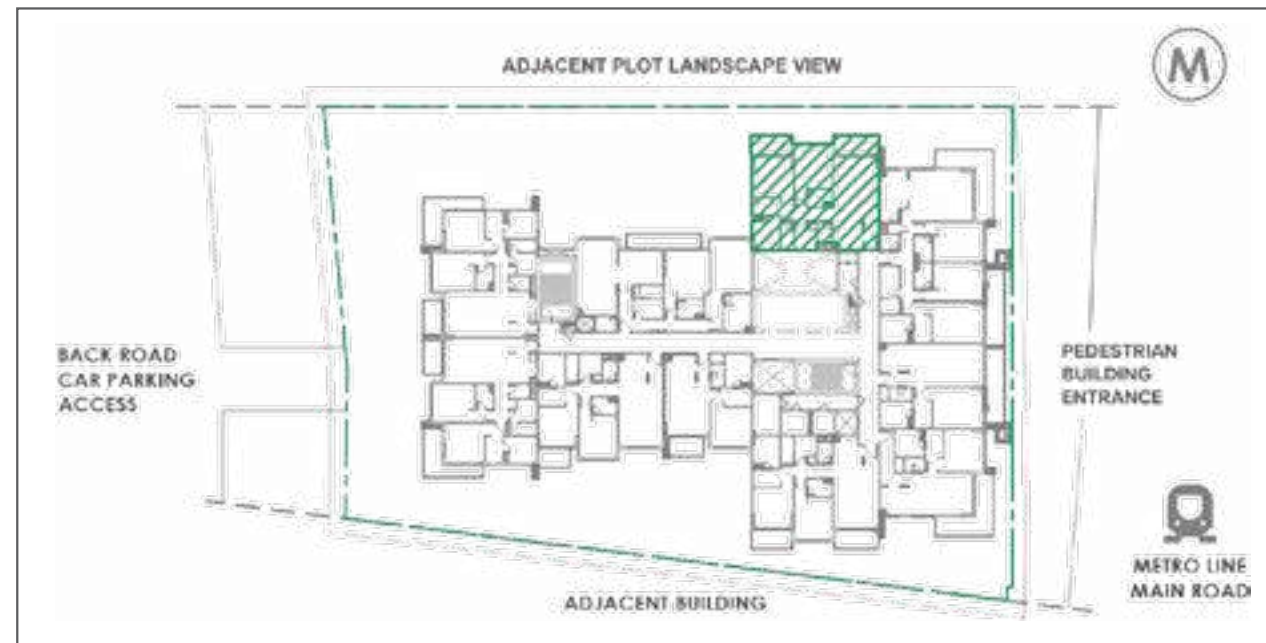 ADJACENT PLOT LANDSCAPE VIEW
M
BACK ROAD
CAR PARKING
ACCESS
PEDESTRIAN
BUILDING
ENTRANCE
METRO LINE
MAIN ROAD
ADJACENT BUILDING